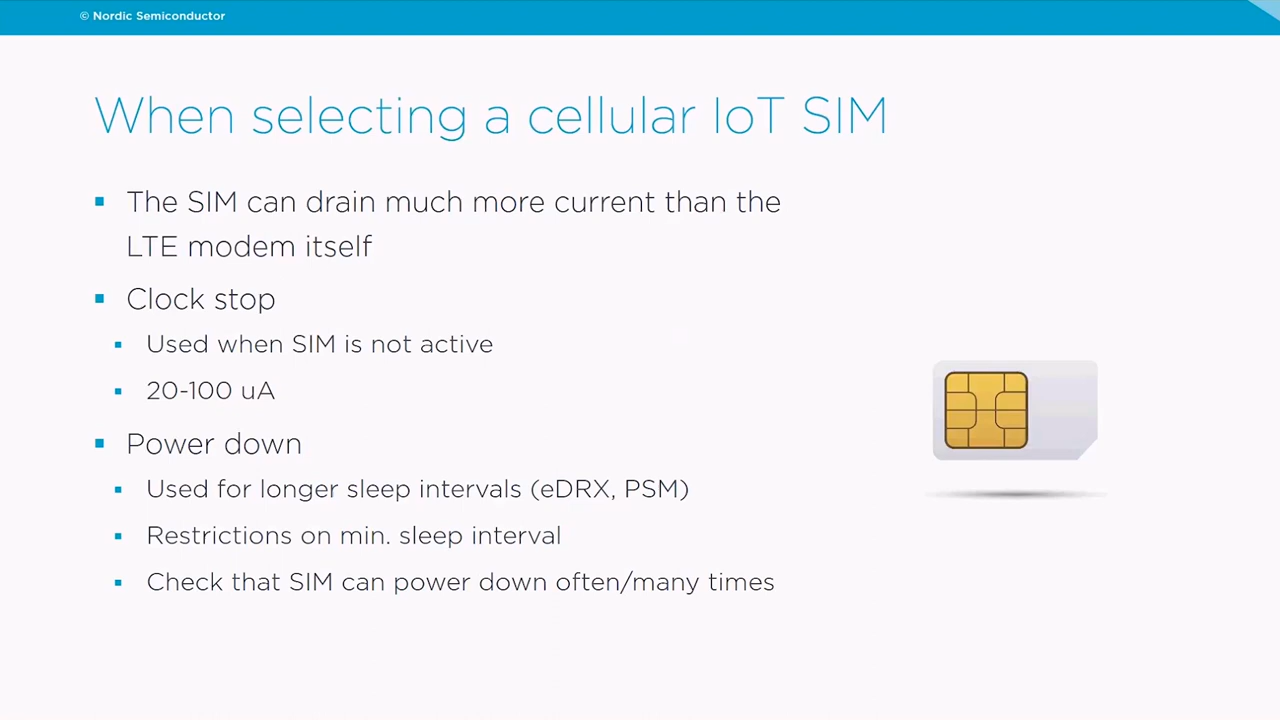 © Nordic Semiconductor
When selecting a cellular IoT SIM
▪ The SIM can drain much more current than the
LTE modem itself
▪ Clock stop
▪ Used when SIM is not active
▪ 20-100 uA
▪ Power down
▪ Used for longer sleep intervals (eDRX, PSM)
▪ Restrictions on min. sleep interval
▪ Check that SIM can power down often/many times